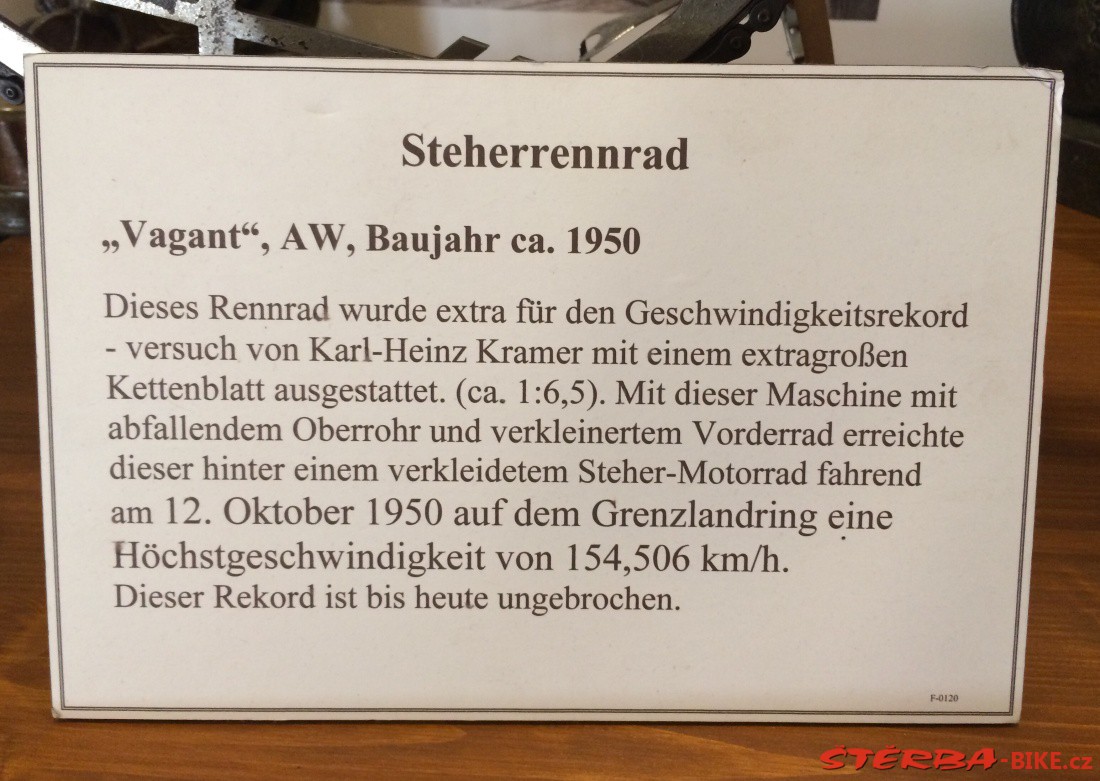 Steherrennrad
„Vagant“, AW, Baujahr ca. 1950
Dieses Rennrad wurde extra für den Geschwindigkeitsrekord
- versuch von Karl-Heinz Kramer mit einem extragroßen
Kettenblatt ausgestattet. (ca. 1:6,5). Mit dieser Maschine mit
abfallendem Oberrohr und verkleinertem Vorderrad erreichte
dieser hinter einem verkleidetem Steher-Motorrad fahrend
am 12. Oktober 1950 auf dem Grenzlandring eine
Höchstgeschwindigkeit von 154,506 km/h.
Dieser Rekord ist bis heute ungebrochen.
F-0120
ŠTĚRBA-BIKE.cz